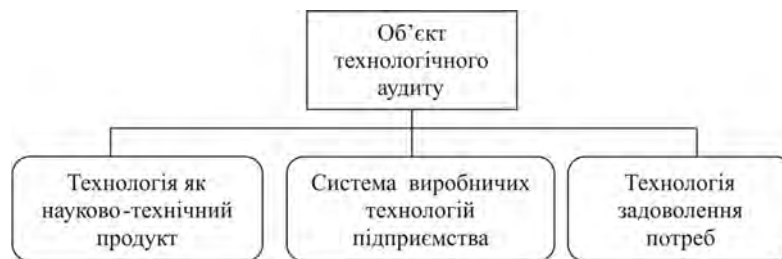 Об’єкт
технологічного
аудиту
Технологія як
науково-технічний
продукт
Система виробничих
технологій
підприємства
Технологія
задоволення
потреб